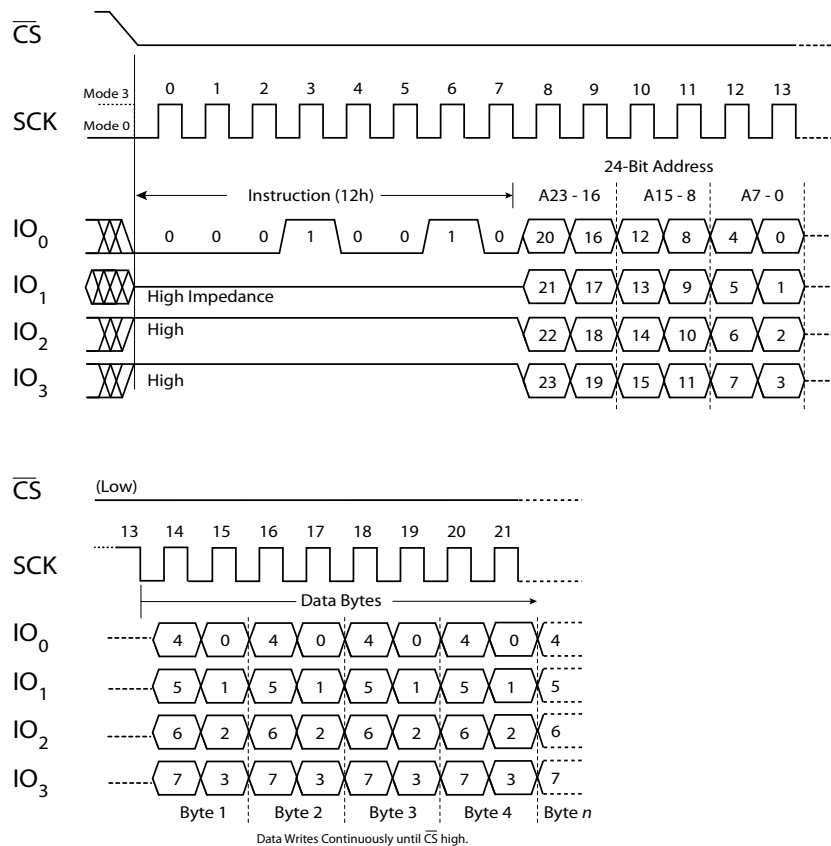 CS
Mode 3 0 1 2 3 4 5 6 7 8 9 10 11 12 13
SCK
Mode 0
24-Bit Address
Instruction (12h) A23 - 16 A15 - 8 A7 - 0
IO0 0 0 0 1 0 0 1 0 20 16 12 8 4 0
IO1 High Impedance 21 17 13 9 5 1
IO2 High 22 18 14 10 6 2
IO3 High 23 19 15 11 7 3
CS (Low)
13 14 15 16 17 18 19 20 21
SCK
Data Bytes
IO0 4 0 4 0 4 0 4 0 4
IO1 5 1 5 1 5 1 5 1 5
IO2 6 2 6 2 6 2 6 2 6
IO3 7 3 7 3 7 3 7 3 7
Byte 1 Byte 2 Byte 3 Byte 4 Byte n
Data Writes Continuously until CS high.